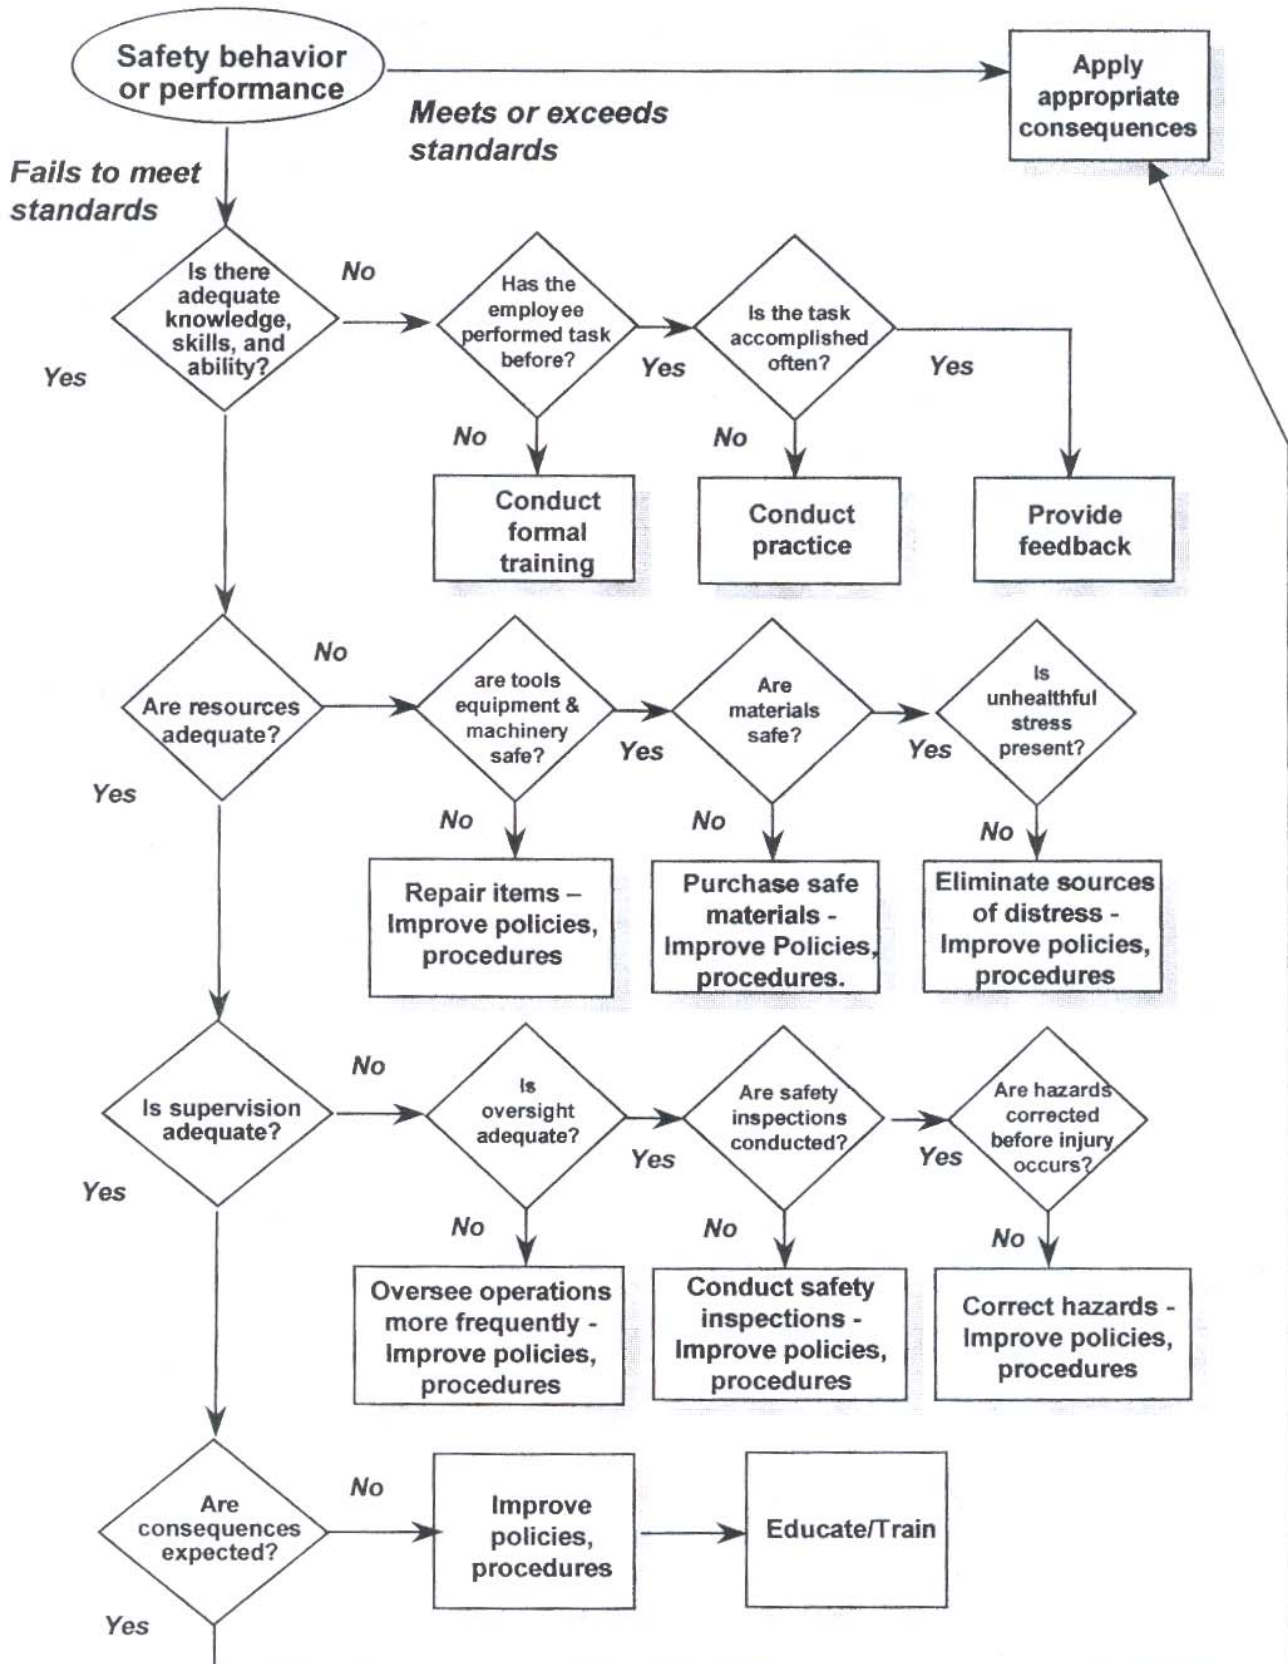 Safety behavior
or performance
Meets or exceeds
standards
Apply
appropriate
consequences
Fails to meet
standards
Is there
adequate
knowledge,
skills, and
ability?
No
Yes
Has the
employee
performed task
before?
Yes
No
Is the task
accomplished
often?
Yes
No
Conduct
formal
training
Conduct
practice
Provide
feedback
Are resources
adequate?
No
Yes
are tools
equipment &
machinery
safe?
Yes
No
Are
materials
safe?
Yes
No
Is
unhealthful
stress
present?
No
Repair items –
Improve policies,
procedures
Purchase safe
materials -
Improve Policies,
procedures.
Eliminate sources
of distress -
Improve policies,
procedures
Is supervision
adequate?
No
Yes
Is
oversight
adequate?
Yes
No
Are safety
inspections
conducted?
Yes
No
Are hazards
corrected
before injury
occurs?
No
Oversee operations
more frequently -
Improve policies,
procedures
Conduct safety
inspections -
Improve policies,
procedures
Correct hazards -
Improve policies,
procedures
Are
consequences
expected?
No
Yes
Improve
policies,
procedures
Educate/Train